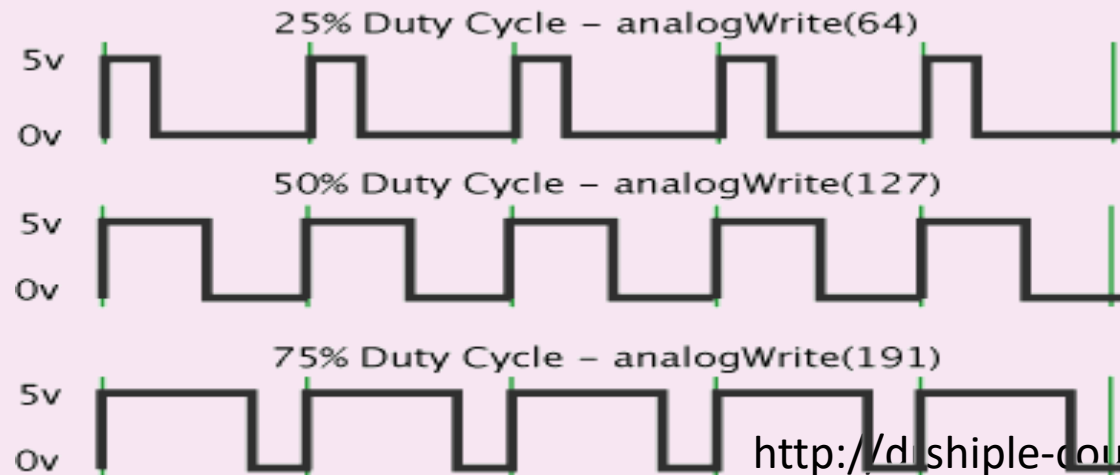 25% Duty Cycle – analogWrite(64)
5v
0v
50% Duty Cycle – analogWrite(127)
5v
0v
75% Duty Cycle – analogWrite(191)
5v
0v